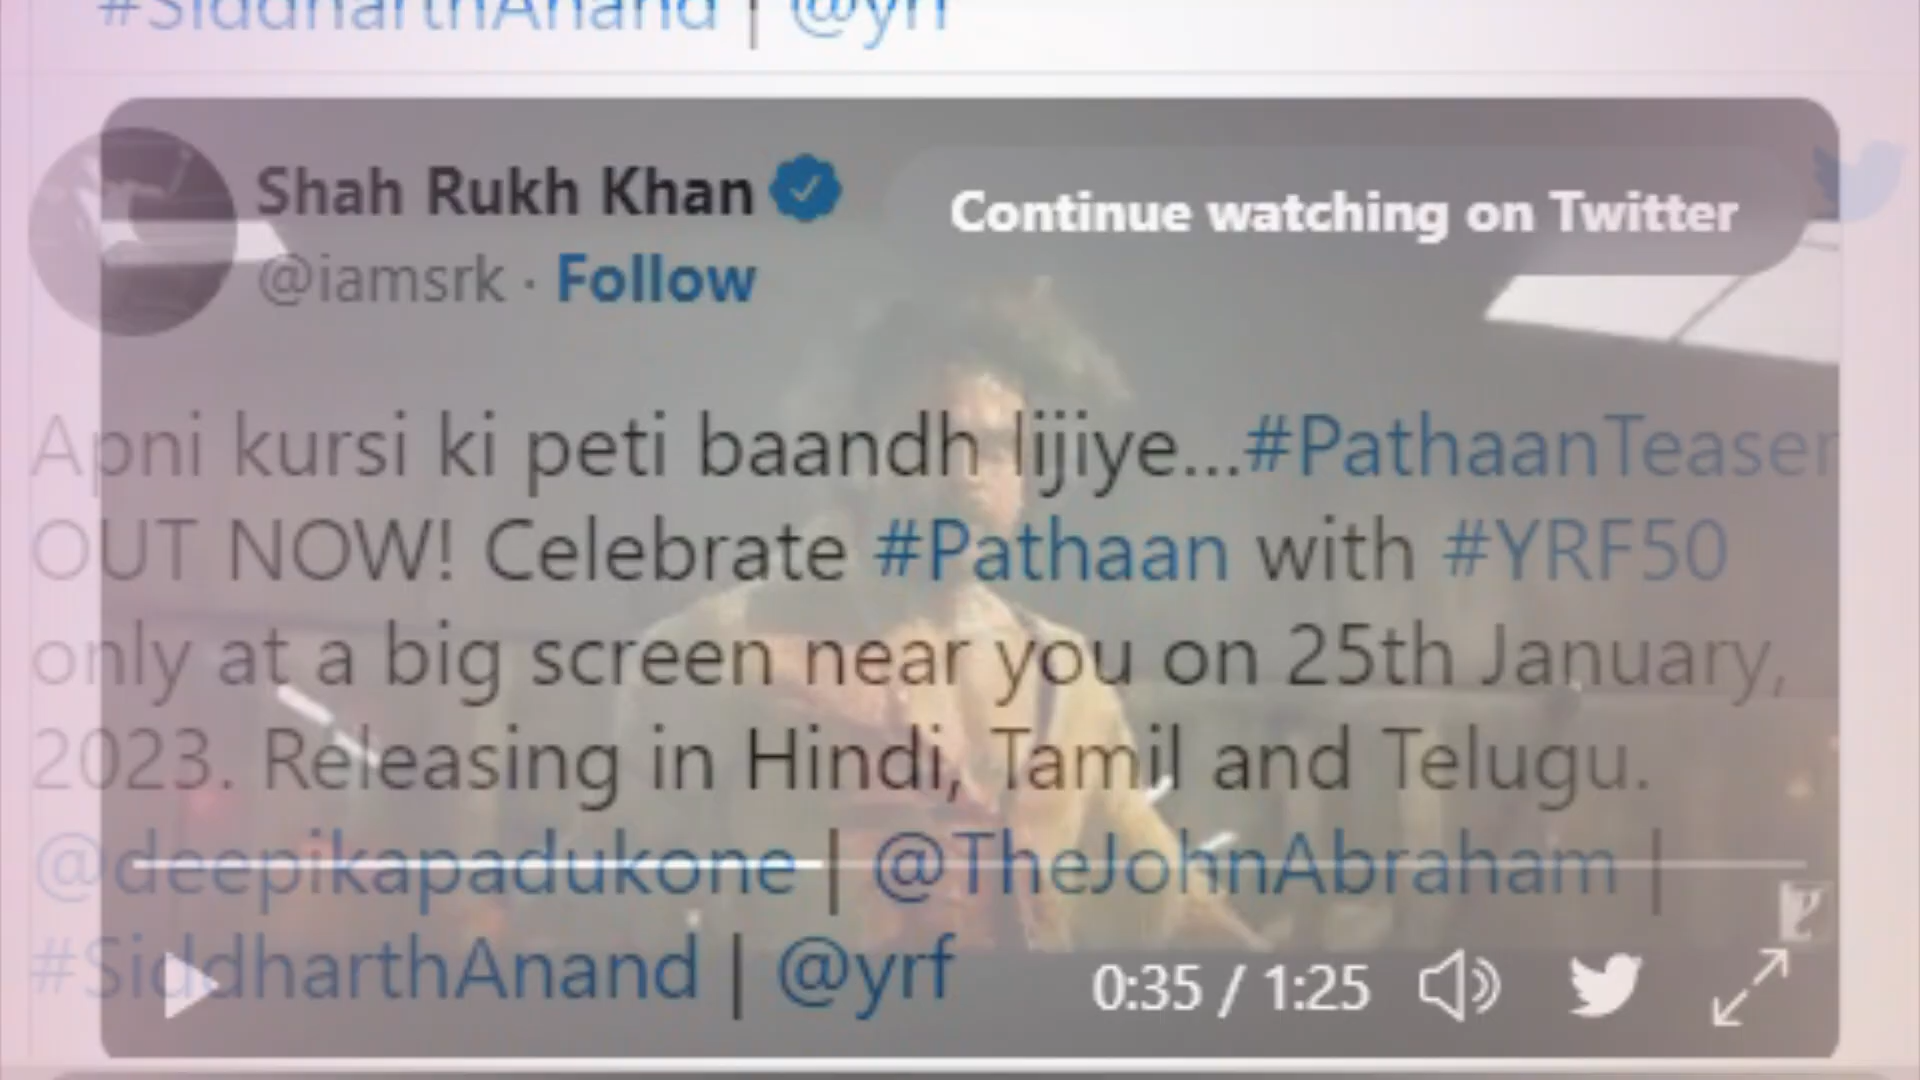 #SiddharthAnand | @yrf
Shah Rukh Khan
@iamsrk · Follow
Continue watching on Twitter
Apni kursi ki peti baandh lijiye...#PathaanTeaser
OUT NOW! Celebrate #Pathaan with #YRF50
only at a big screen near you on 25th January,
2023. Releasing in Hindi, Tamil and Telugu.
@deepikapadukone | @TheJohnAbraham |
#SiddharthAnand | @yrf
0:35 / 1:25